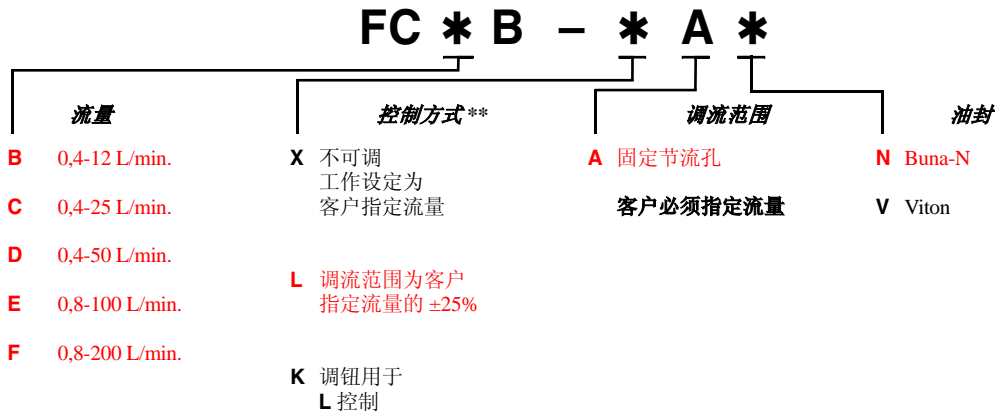 FC ✱ B – ✱ A ✱
流量
B 0,4-12 L/min.
C 0,4-25 L/min.
D 0,4-50 L/min.
E 0,8-100 L/min.
F 0,8-200 L/min.
控制方式**
X 不可调
工作设定为
客户指定流量
L 调流范围为客户
指定流量的 ±25%
K 调钮用于
L 控制
调流范围
A 固定节流孔
客户必须指定流量
油封
N Buna-N
V Viton